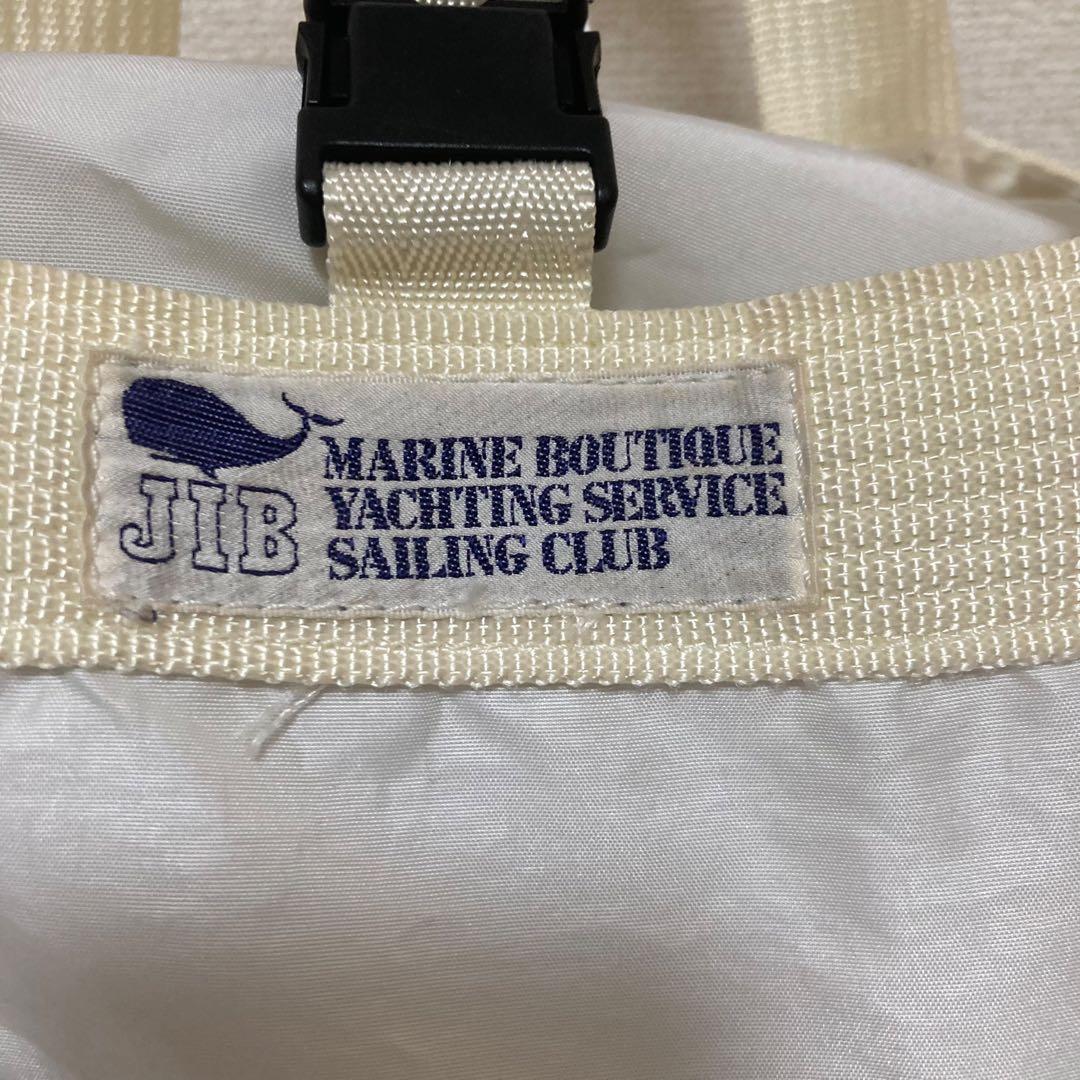 JIB
MARINE BOUTIQUE
YACHTING SERVICE
SAILING CLUB